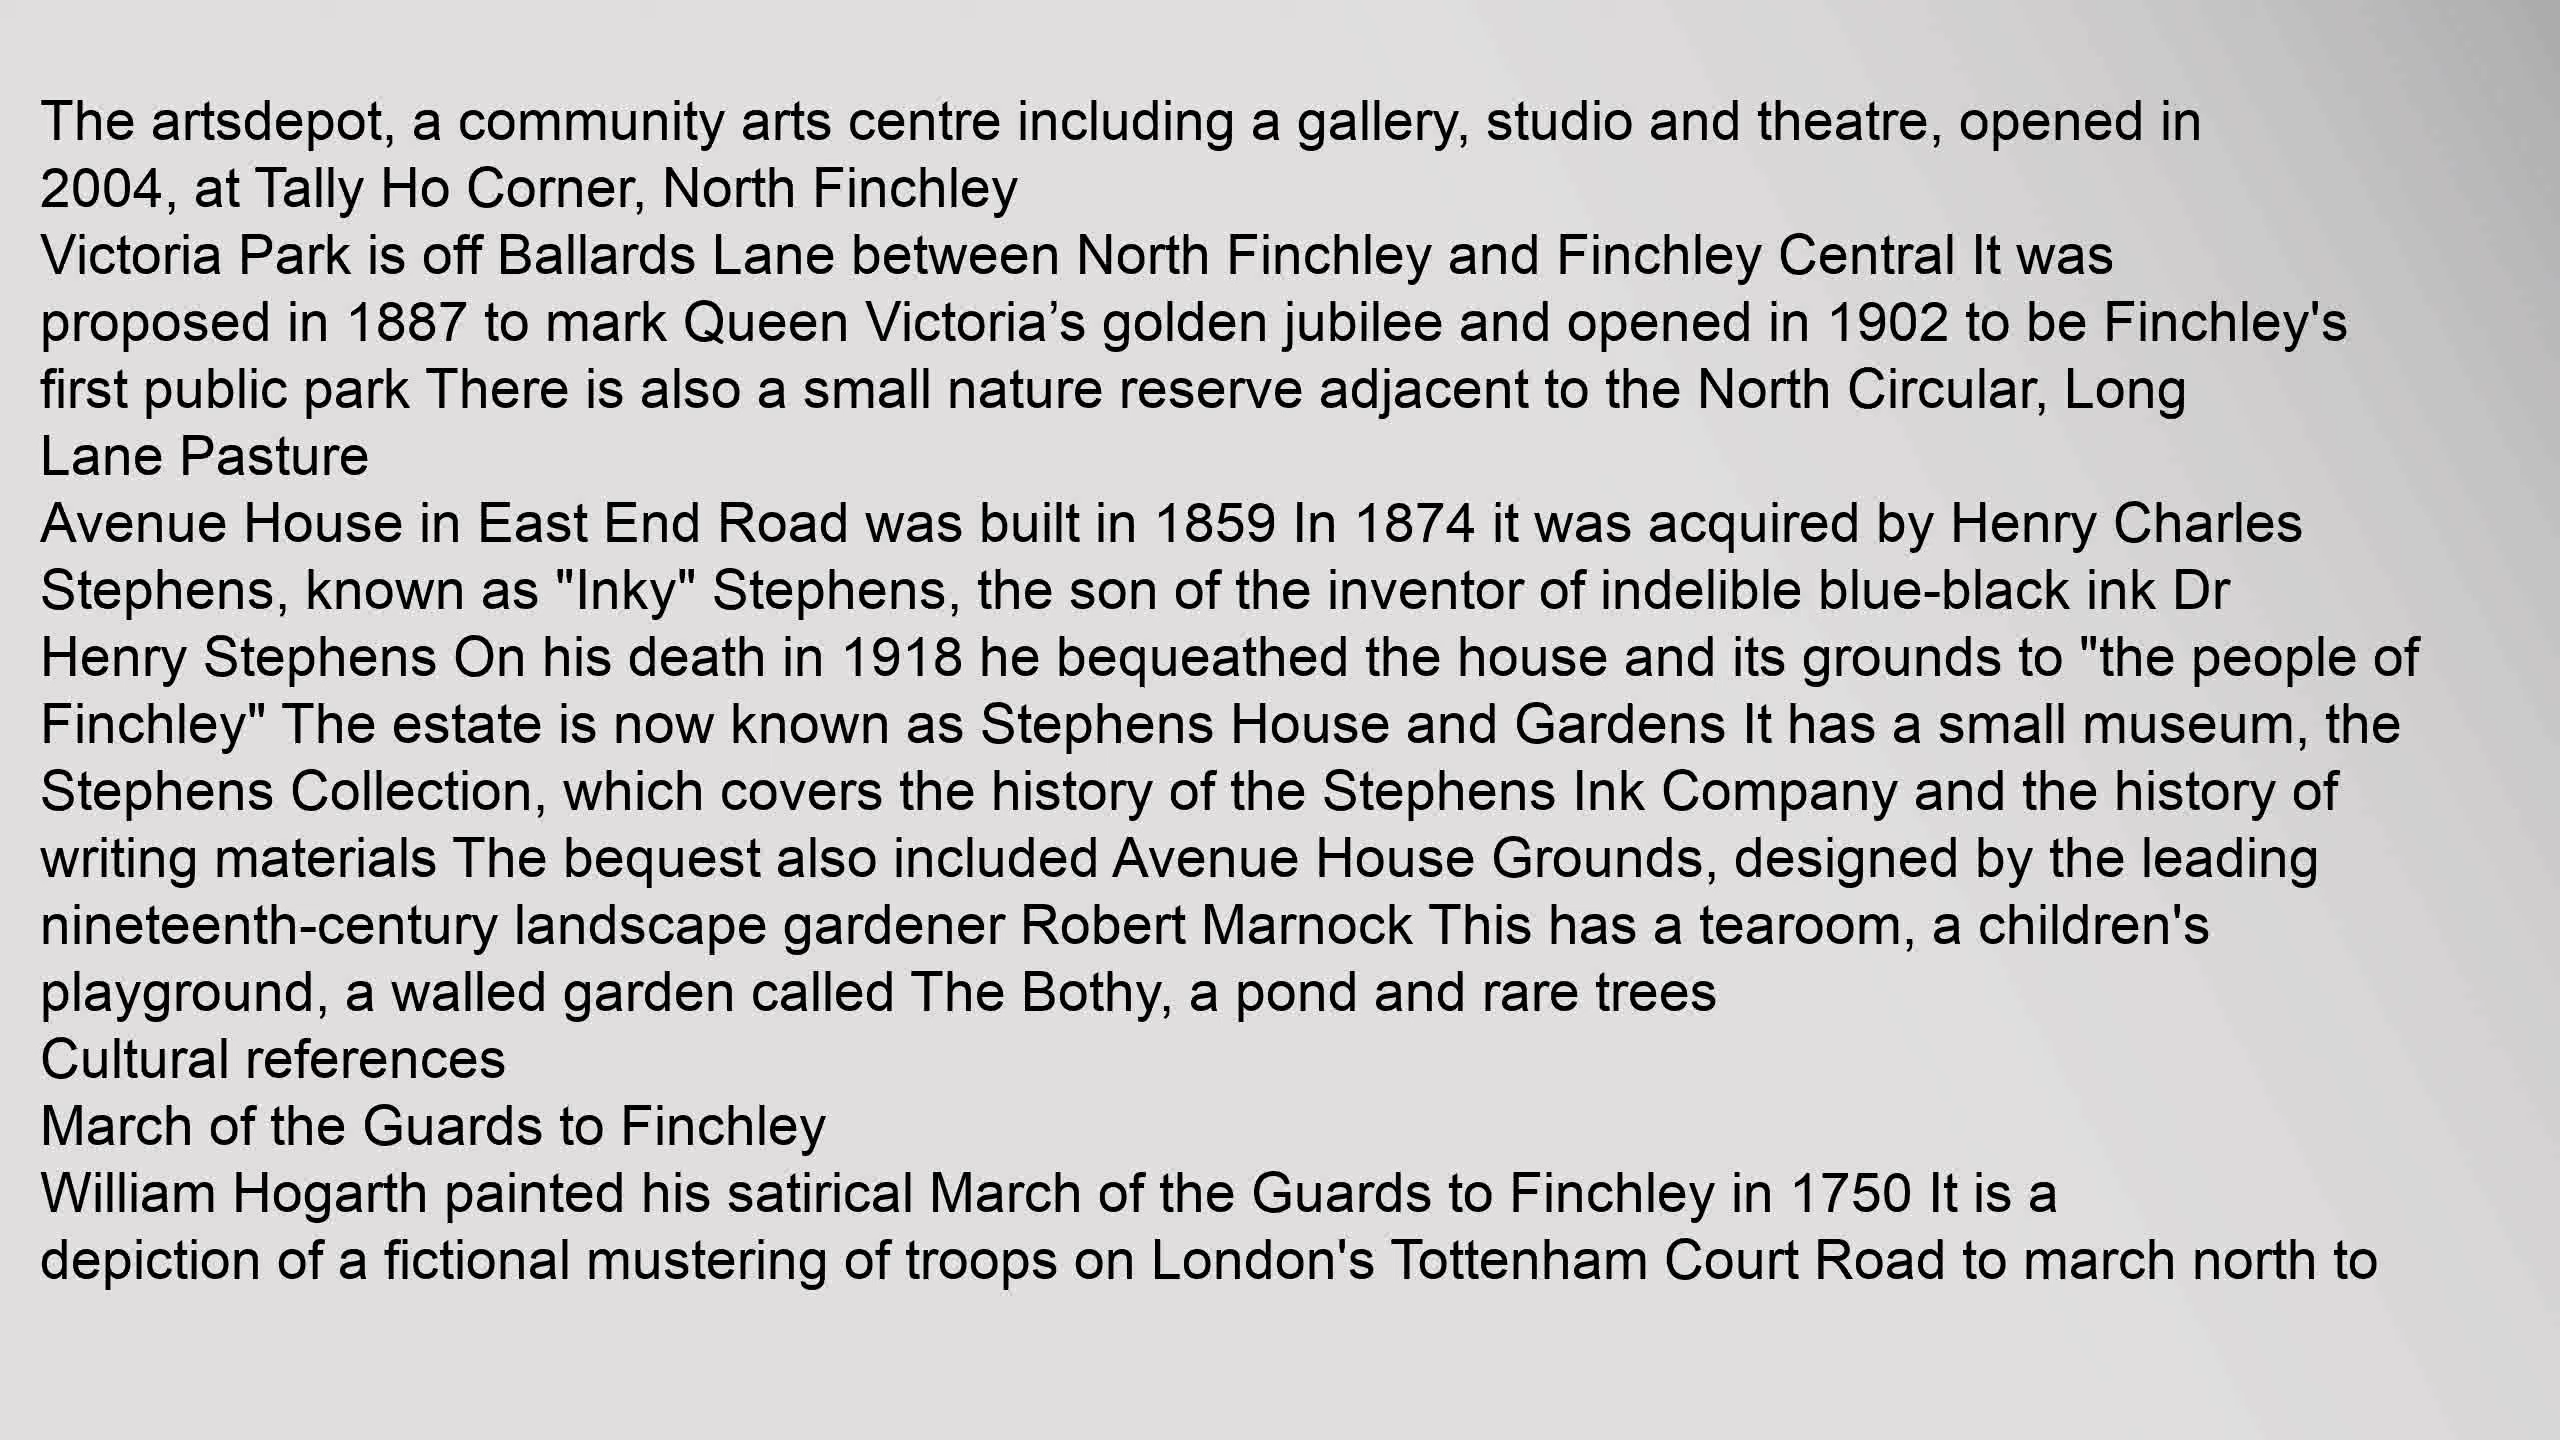 The artsdepot, a community arts centre including a gallery, studio and theatre, opened in
2004, at Tally Ho Corner, North Finchley
Victoria Park is off Ballards Lane between North Finchley and Finchley Central It was
proposed in 1887 to mark Queen Victoria’s golden jubilee and opened in 1902 to be Finchley's
first public park There is also a small nature reserve adjacent to the North Circular, Long
Lane Pasture
Avenue House in East End Road was built in 1859 In 1874 it was acquired by Henry Charles
Stephens, known as "Inky" Stephens, the son of the inventor of indelible blue-black ink Dr
Henry Stephens On his death in 1918 he bequeathed the house and its grounds to "the people of
Finchley" The estate is now known as Stephens House and Gardens It has a small museum, the
Stephens Collection, which covers the history of the Stephens Ink Company and the history of
writing materials The bequest also included Avenue House Grounds, designed by the leading
nineteenth-century landscape gardener Robert Marnock This has a tearoom, a children's
playground, a walled garden called The Bothy, a pond and rare trees
Cultural references
March of the Guards to Finchley
William Hogarth painted his satirical March of the Guards to Finchley in 1750 It is a
depiction of a fictional mustering of troops on London's Tottenham Court Road to march north to